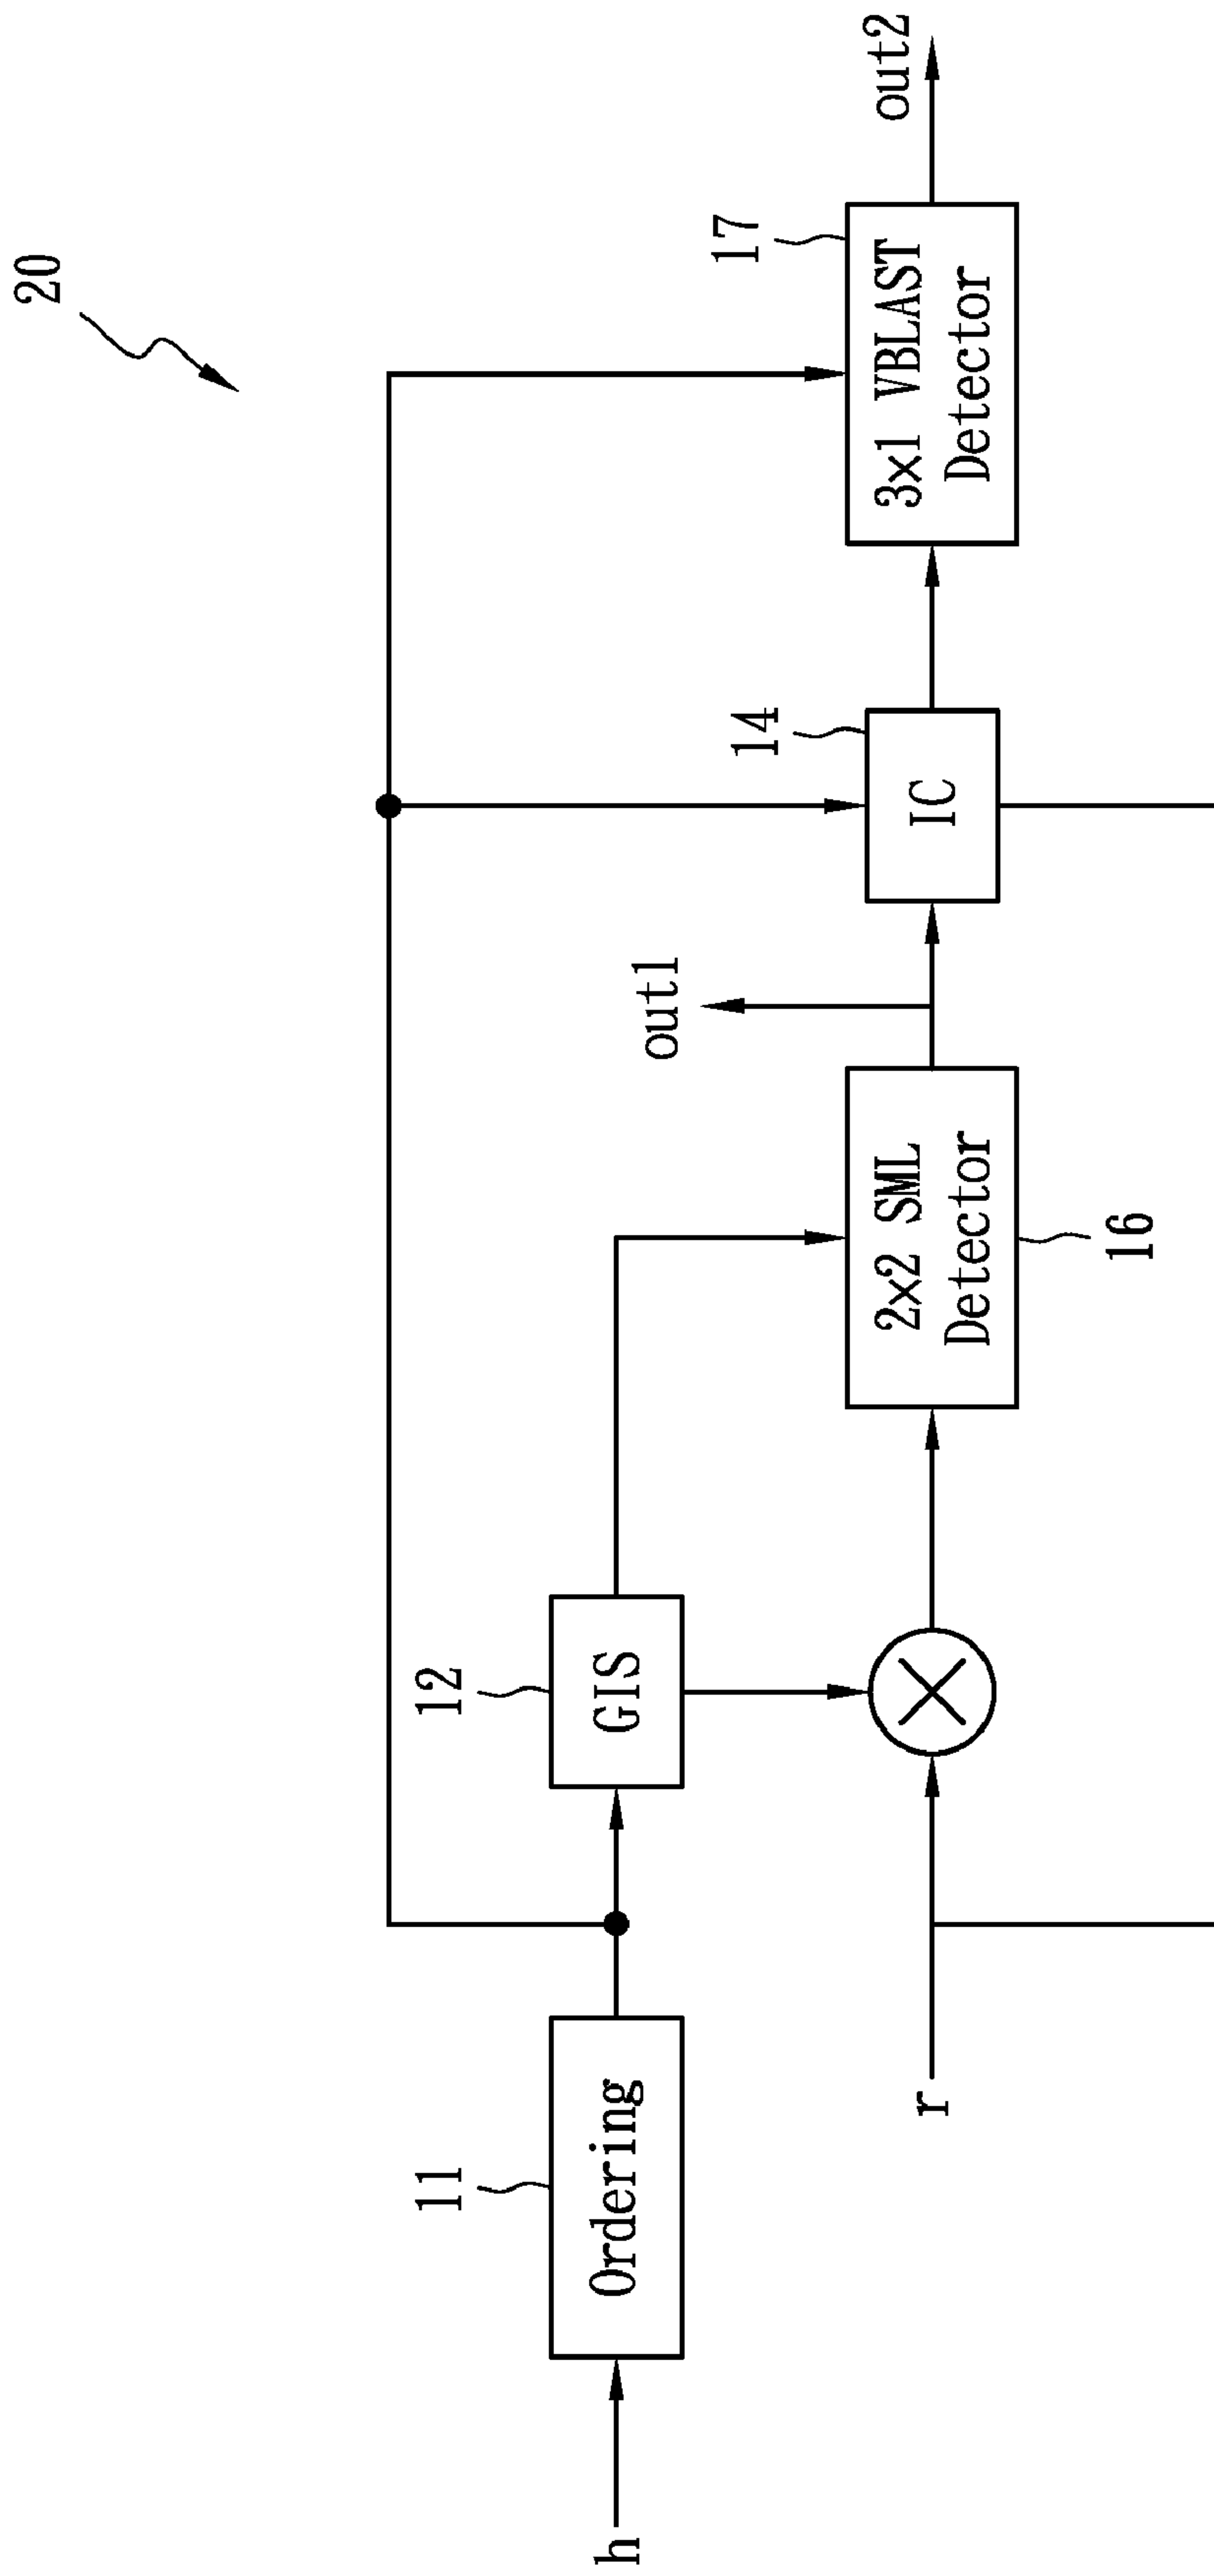 20
h
11
Ordering
12
GIS
r
2x2 SML
Detector
16
out1
14
IC
17
3x1 VBLAST
Detector
out2